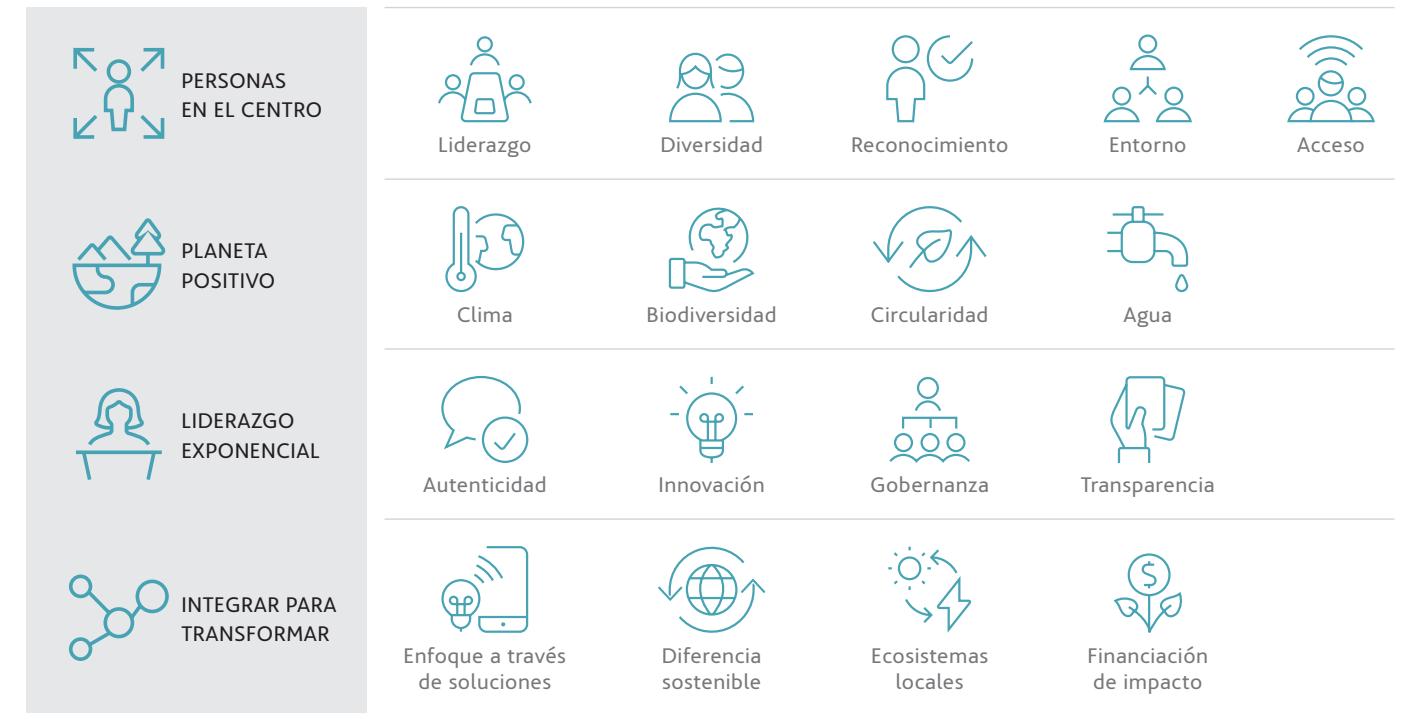 PERSONAS
EN EL CENTRO
Liderazgo
Diversidad
Reconocimiento
Entorno
Acceso
PLANETA
POSITIVO
Clima
Biodiversidad
Circularidad
Agua
LIDERAZGO
EXPONENCIAL
Autenticidad
Innovación
Gobernanza
Transparencia
INTEGRAR PARA
TRANSFORMAR
Enfoque a través
de soluciones
Diferencia
sostenible
Ecosistemas
locales
Financiación
de impacto